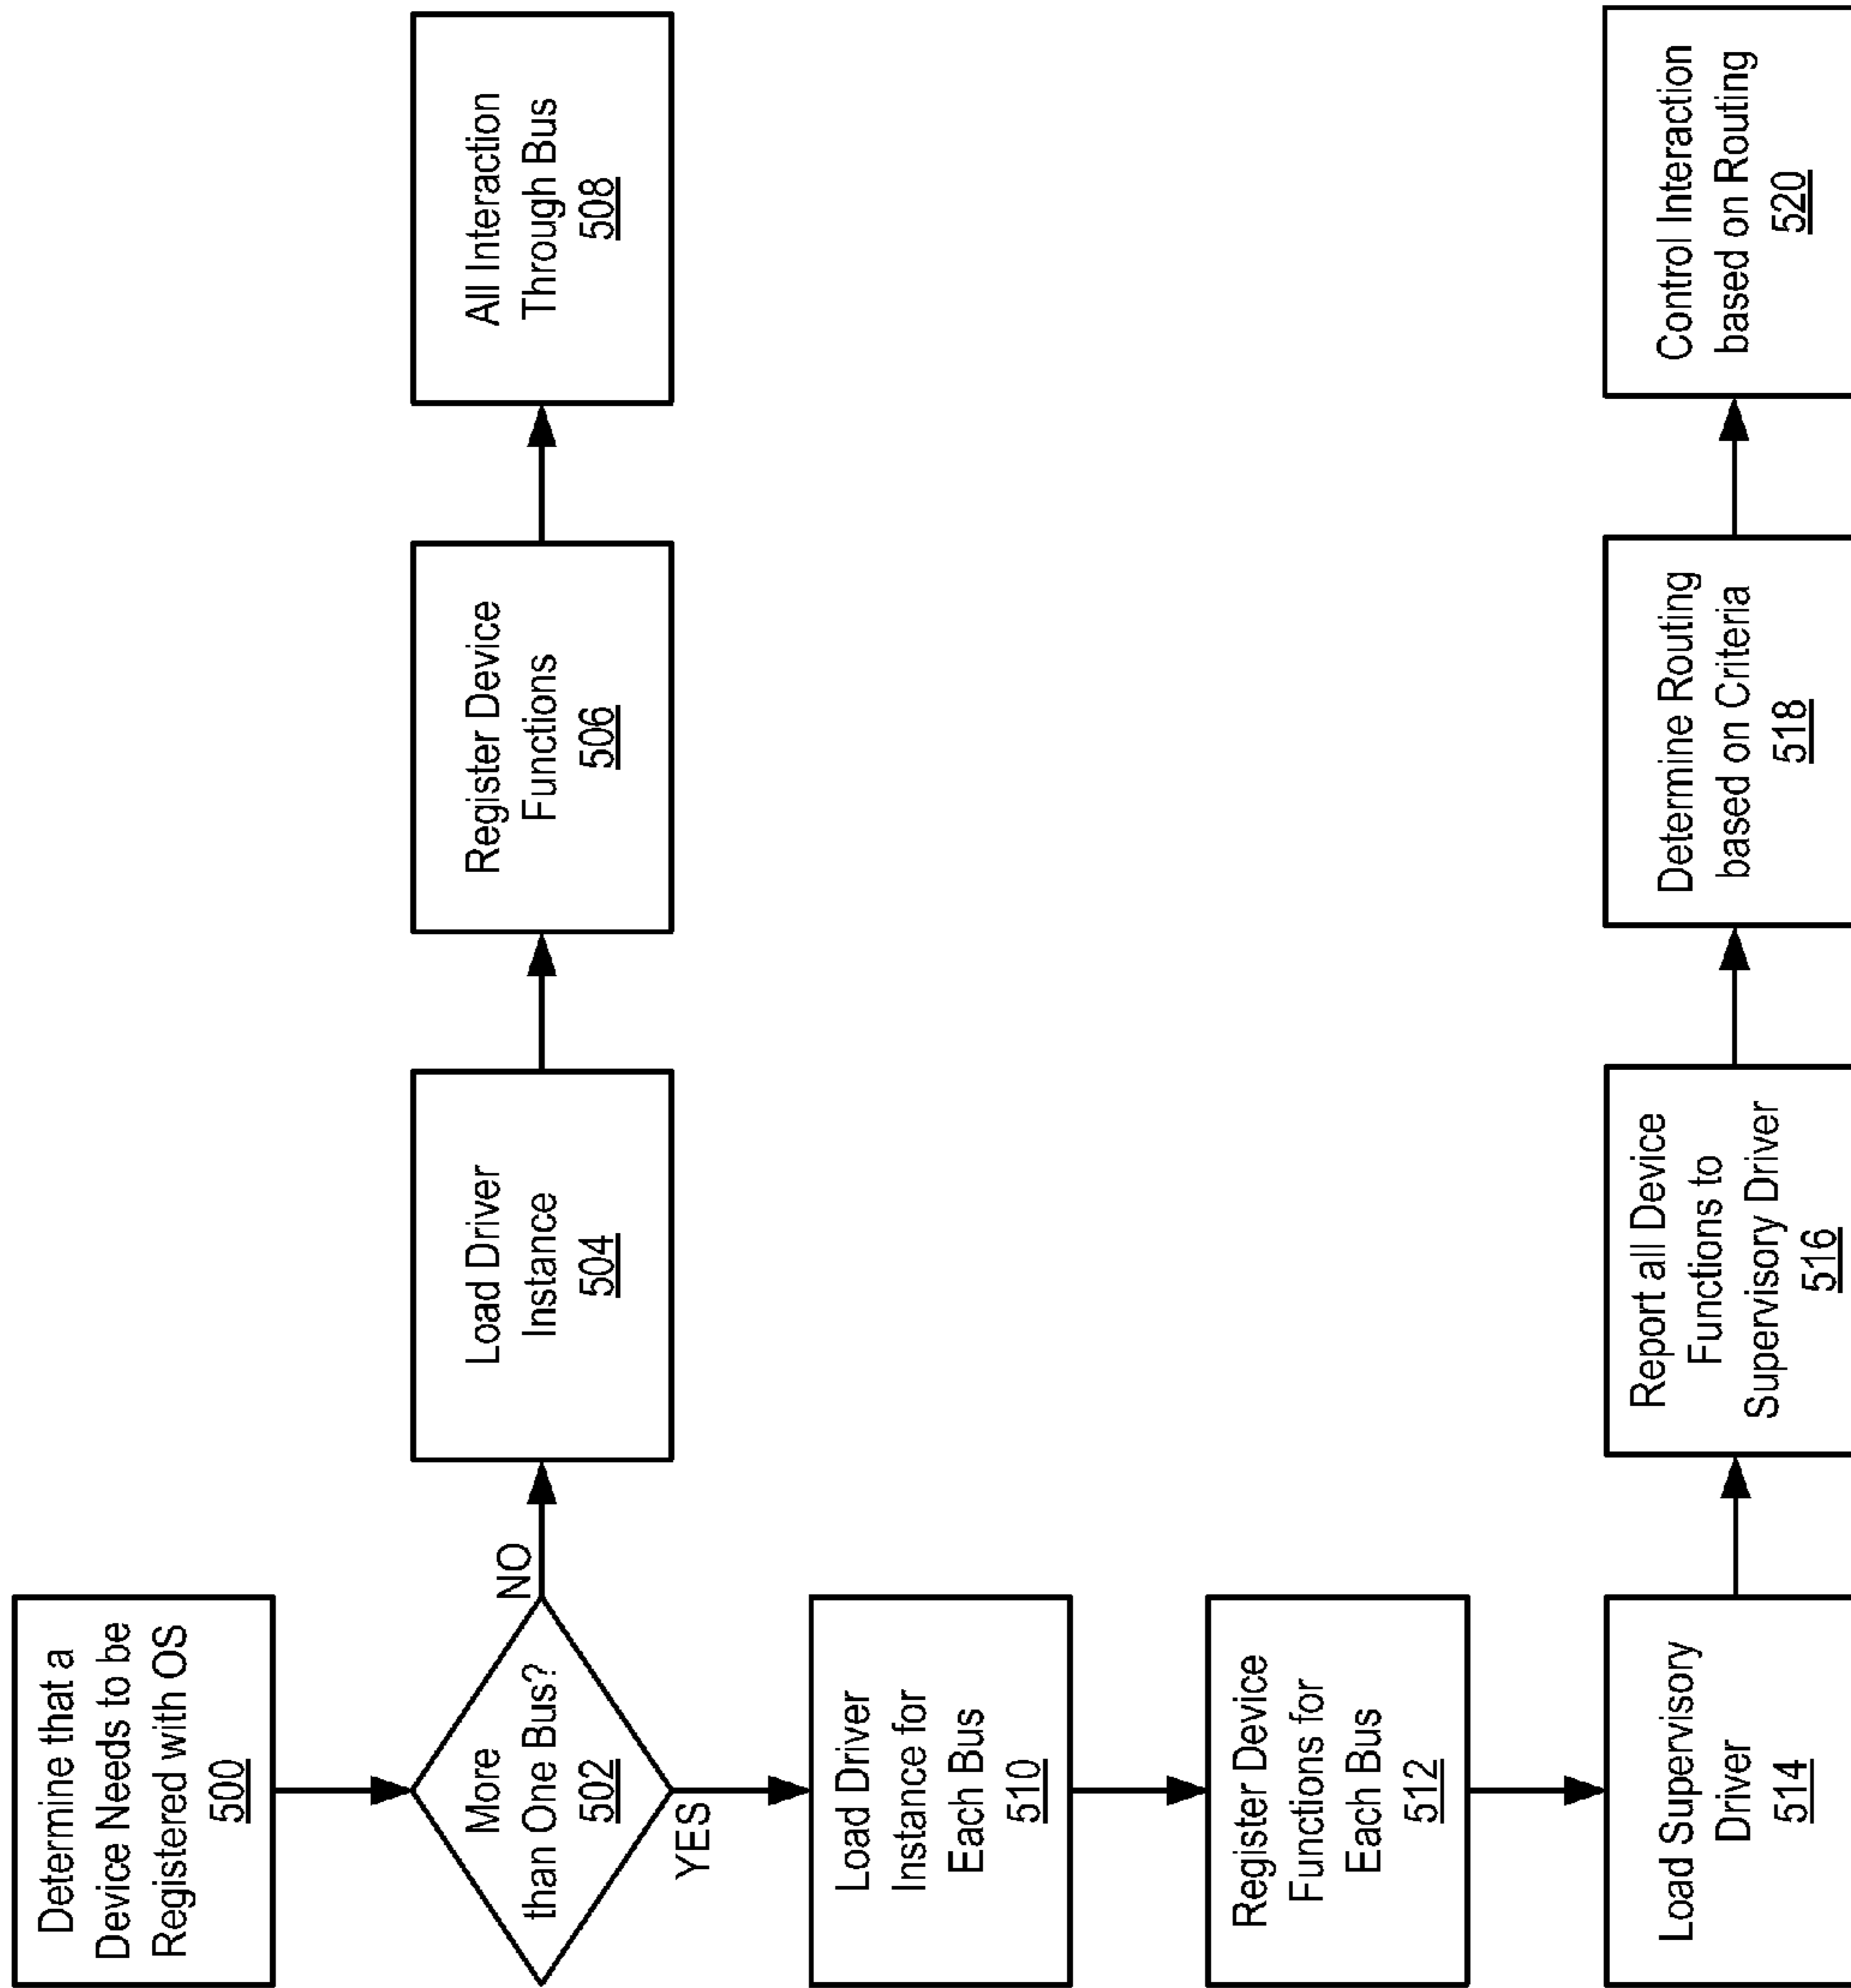 Determine that a
Device Needs to be
Registered with OS
500
More
than One Bus?
502
NO
YES
Load Driver
Instance
504
Register Device
Functions
506
All Interaction
Through Bus
508
Load Driver
Instance for
Each Bus
510
Register Device
Functions for
Each Bus
512
Load Supervisory
Driver
514
Report all Device
Functions to
Supervisory Driver
516
Determine Routing
based on Criteria
518
Control Interaction
based on Routing
520